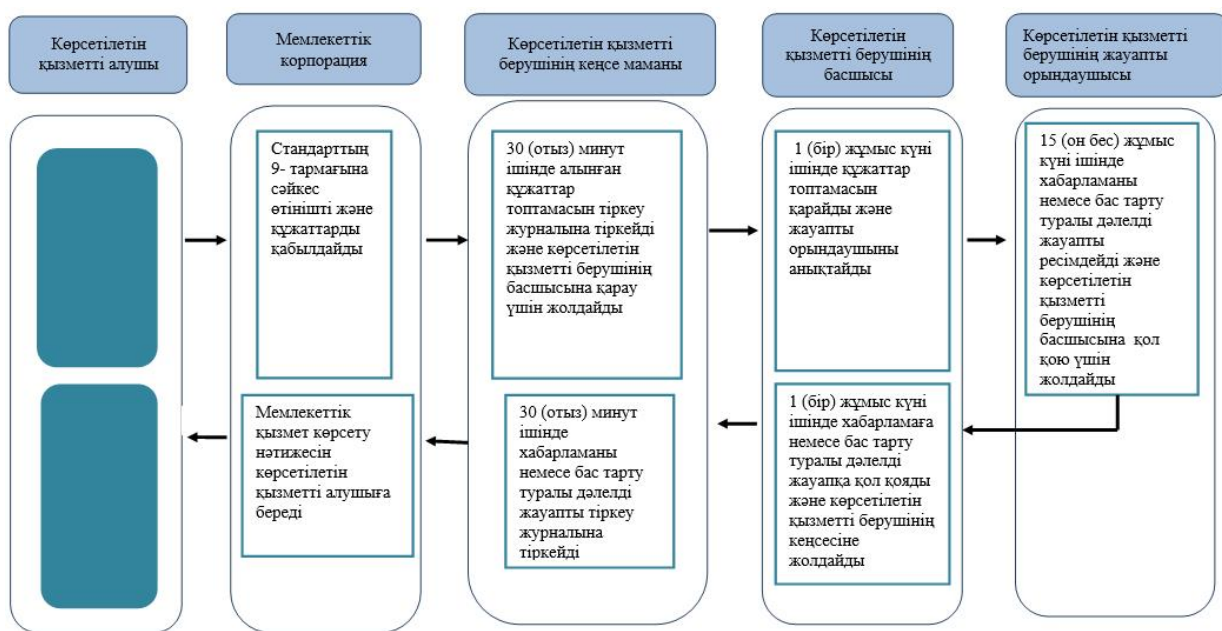 Көрсетілетін
қызметті алушы
Мемлекеттік
корпорация
Көрсетілетін қызметті
берушінің кеңсе маманы
Көрсетілетін
қызметті берушінің
басшысы
Көрсетілетін қызметті
берушінің жауапты
орындаушысы
Стандарттың
9- тармағына
сәйкес
өтінішті және
құжаттарды
қабылдайды
30 (отыз) минут
ішінде алынған
құжаттар
топтамасын тіркеу
журналына тіркейді
және көрсетілетін
қызметті берушінің
басшысына қарау
үшін жолдайды
1 (бір) жұмыс күні
ішінде құжаттар
топтамасын
қарайды және
жауапты
орындаушыны
анықтайды
15 (он бес) жұмыс
күні ішінде
хабарламаны
немесе бас тарту
туралы дәлелді
жауапты
ресімдейді және
көрсетілетін
қызметті
берушінің
басшысына қол
қою үшін
жолдайды
Мемлекеттік
қызмет көрсету
нәтижесін
көрсетілетін
қызметті алушыға
береді
30 (отыз) минут
ішінде
хабарламаны
немесе бас тарту
туралы дәлелді
жауапты тіркеу
журналына
тіркейді
1 (бір) жұмыс күні
ішінде хабарламаға
немесе бас тарту
туралы дәлелді
жауапқа қол қояды
және көрсетілетін
қызметті берушінің
кеңсесіне
жолдайды